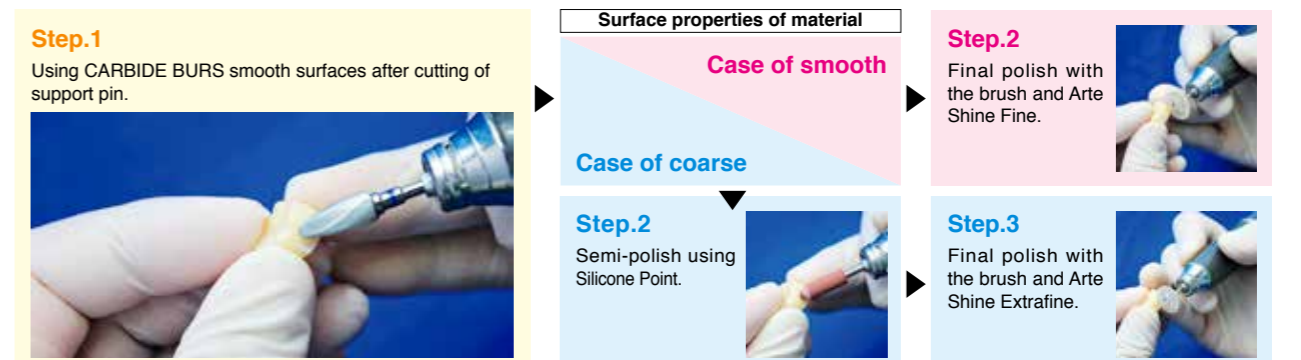 Step.1
Using CARBIDE BURS smooth surfaces after cutting of
support pin.
Surface properties of material
Case of smooth
Case of coarse
Step.2
Final polish with
the brush and Arte
Shine Fine.
Step.2
Semi-polish using
Silicone Point.
Step.3
Final polish with
the brush and Arte
Shine Extrafine.